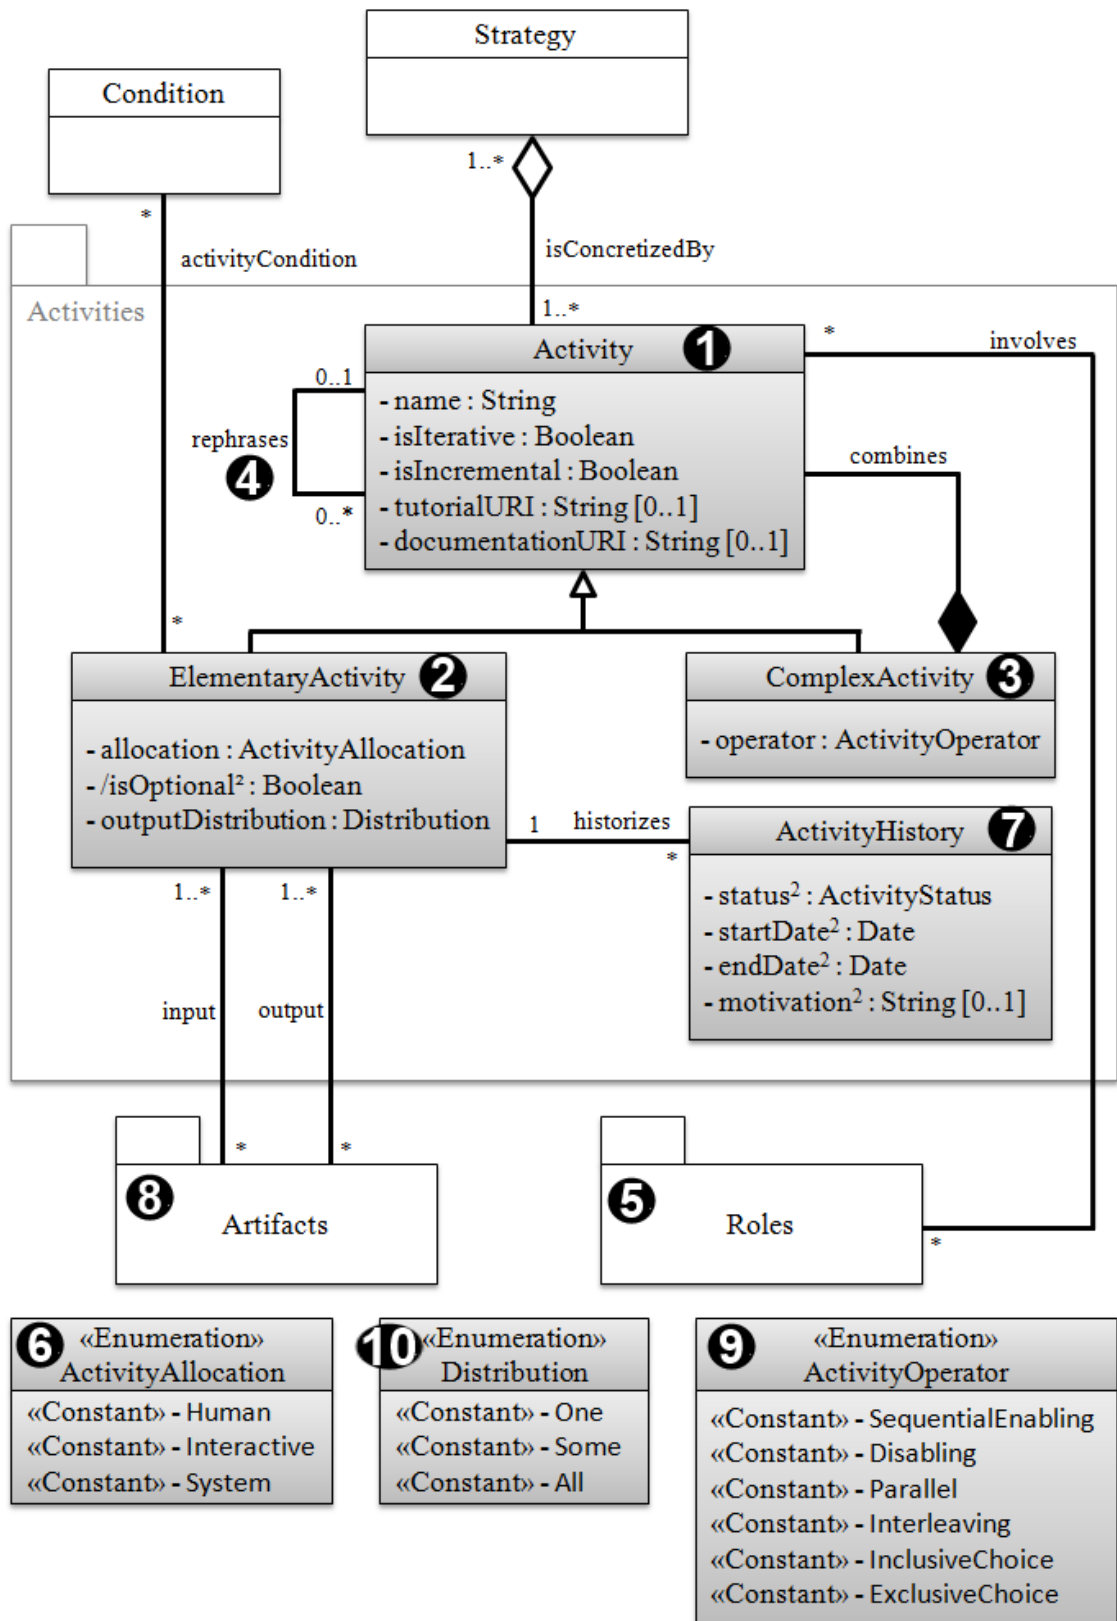 Strategy
Condition
1..*
*
activityCondition
isConcretizedBy
Activities
1..*
*
involves
Activity 1
0..1
- name : String
- isIterative : Boolean
rephrases
combines
- isIncremental : Boolean
4
- tutorialURI : String [0..1]
0..*
- documentationURI : String [0..1]
*
ElementaryActivity 2
ComplexActivity 3
- allocation : ActivityAllocation
- operator : ActivityOperator
- /isOptional² : Boolean
- outputDistribution : Distribution
1
historizes
*
ActivityHistory 7
1..*
1..*
- status² : ActivityStatus
- startDate² : Date
- endDate² : Date
- motivation² : String [0..1]
input
output
*
*
8
Artifacts
5
Roles
*
6 «Enumeration»
ActivityAllocation
«Constant» - Human
«Constant» - Interactive
«Constant» - System
10 «Enumeration»
Distribution
«Constant» - One
«Constant» - Some
«Constant» - All
9 «Enumeration»
ActivityOperator
«Constant» - SequentialEnabling
«Constant» - Disabling
«Constant» - Parallel
«Constant» - Interleaving
«Constant» - InclusiveChoice
«Constant» - ExclusiveChoice